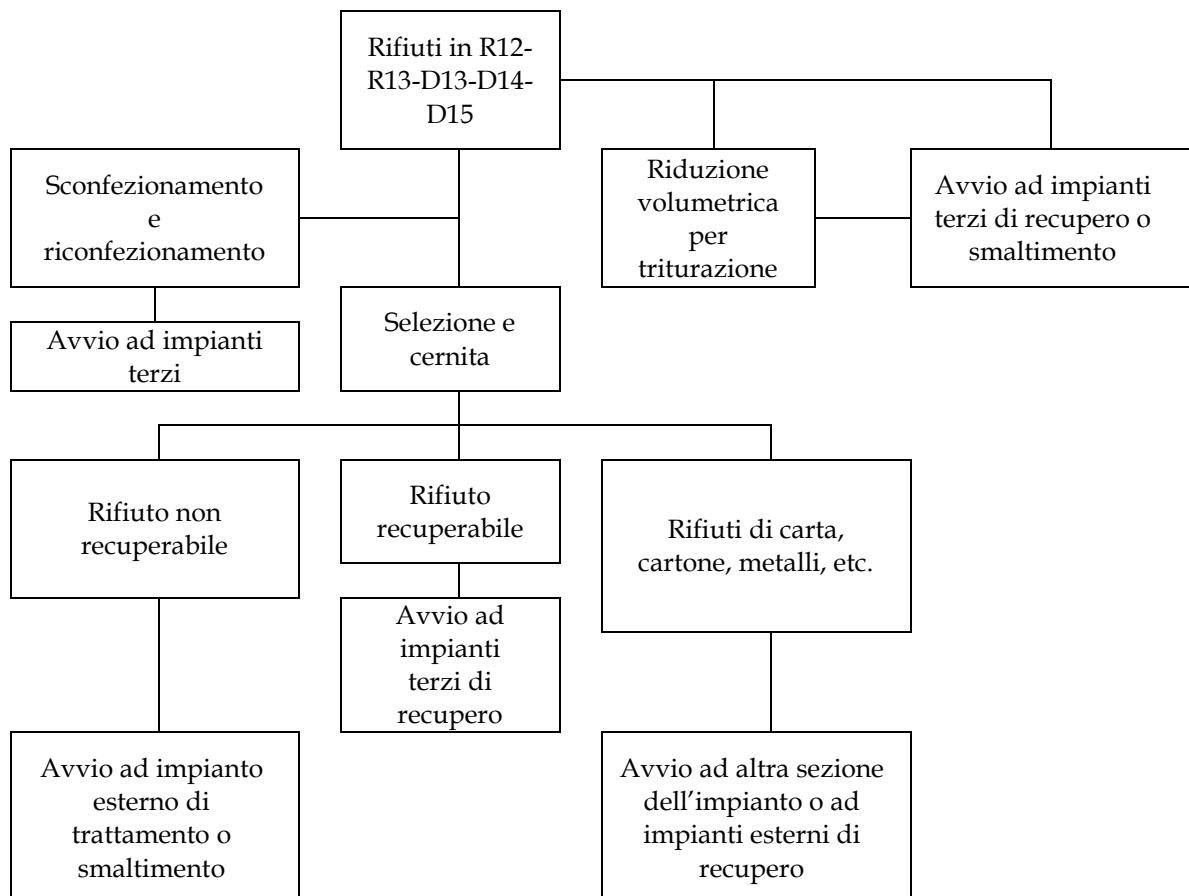 Rifiuti in R12-
R13-D13-D14-
D15
Sconfezionamento
e
riconfezionamento
Riduzione
volumetrica
per
triturazione
Avvio ad impianti
terzi di recupero o
smaltimento
Avvio ad impianti
terzi
Selezione e
cernita
Rifiuto non
recuperabile
Rifiuto
recuperabile
Rifiuti di carta,
cartone, metalli, etc.
Avvio ad
impianti
terzi di
recupero
Avvio ad impianto
esterno di
trattamento o
smaltimento
Avvio ad altra sezione
dell’impianto o ad
impianti esterni di
recupero